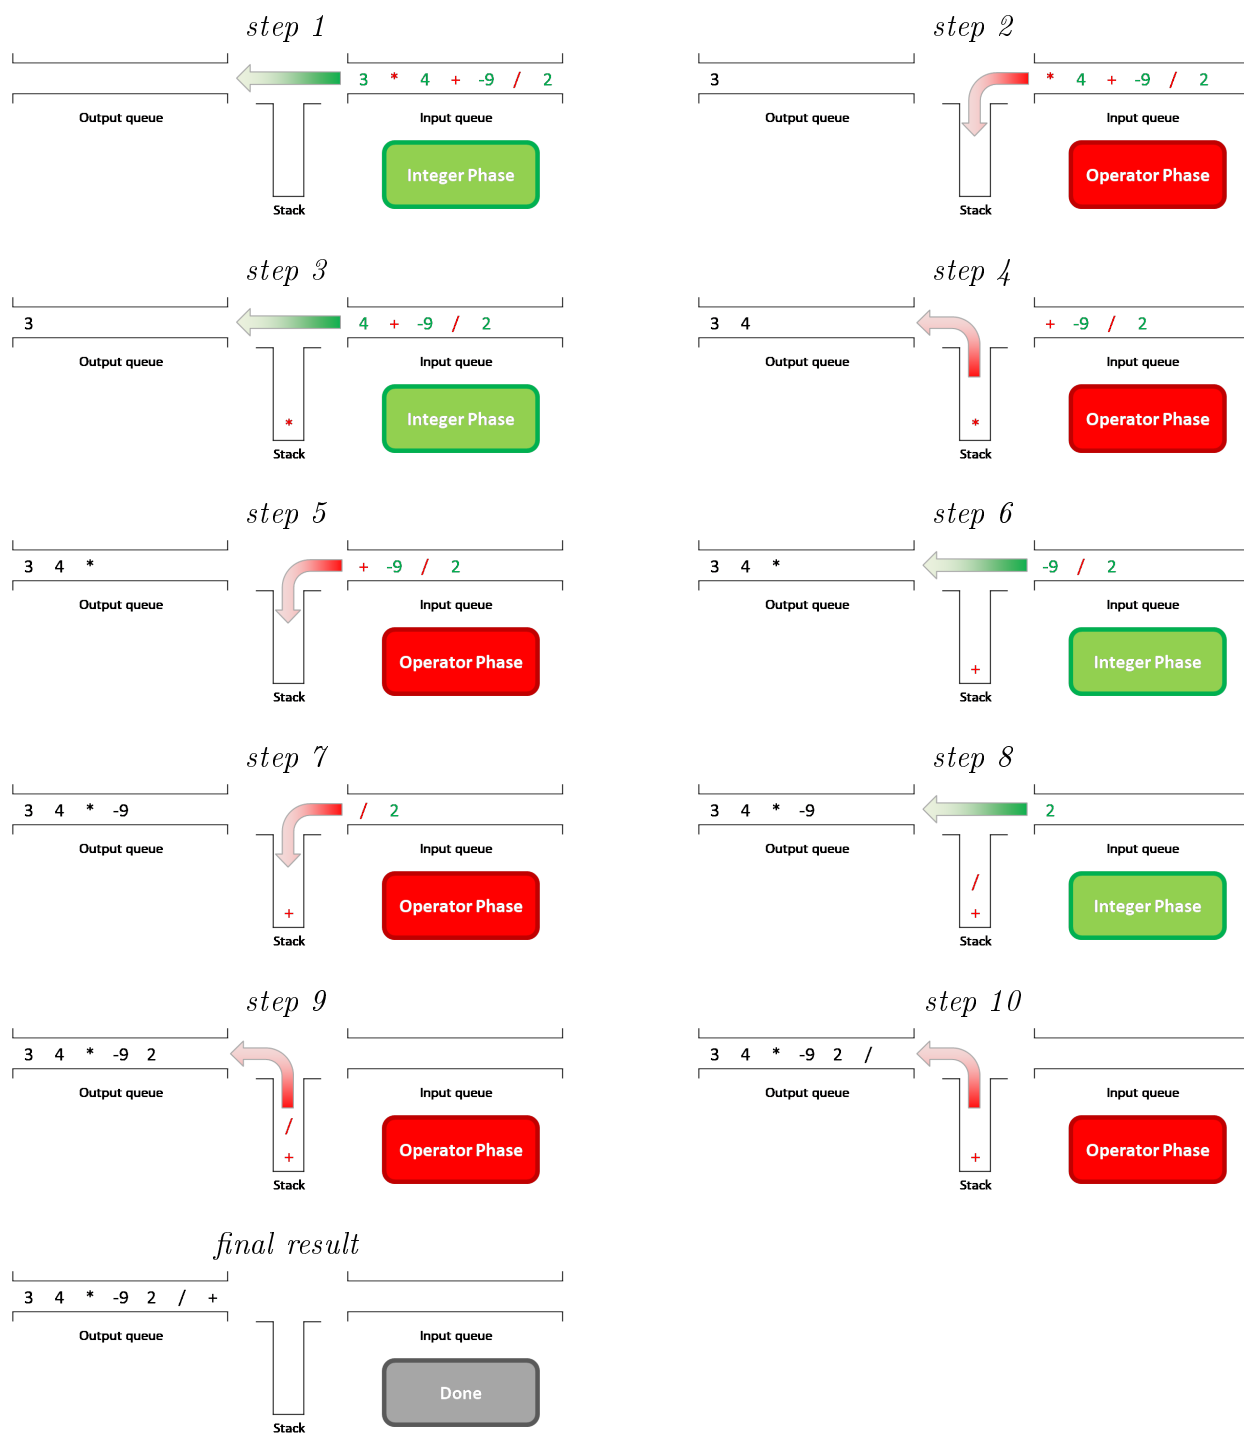 step 1
3 * 4 + -9 / 2
Output queue
Input queue
Integer Phase
Stack
step 2
3
* 4 + -9 / 2
Output queue
Input queue
Operator Phase
Stack
step 3
3
4 + -9 / 2
Output queue
Input queue
Integer Phase
*
Stack
step 4
3 4
+ -9 / 2
Output queue
Input queue
Operator Phase
*
Stack
step 5
3 4 *
+ -9 / 2
Output queue
Input queue
Operator Phase
Stack
step 6
3 4 *
-9 / 2
Output queue
Input queue
Integer Phase
+
Stack
step 7
3 4 * -9
/ 2
Output queue
Input queue
Operator Phase
+
Stack
step 8
3 4 * -9
2
Output queue
Input queue
/
Integer Phase
+
Stack
step 9
3 4 * -9 2
Output queue
Input queue
/
Operator Phase
+
Stack
step 10
3 4 * -9 2 /
Output queue
Input queue
Operator Phase
+
Stack
final result
3 4 * -9 2 / +
Output queue
Input queue
Done
Stack